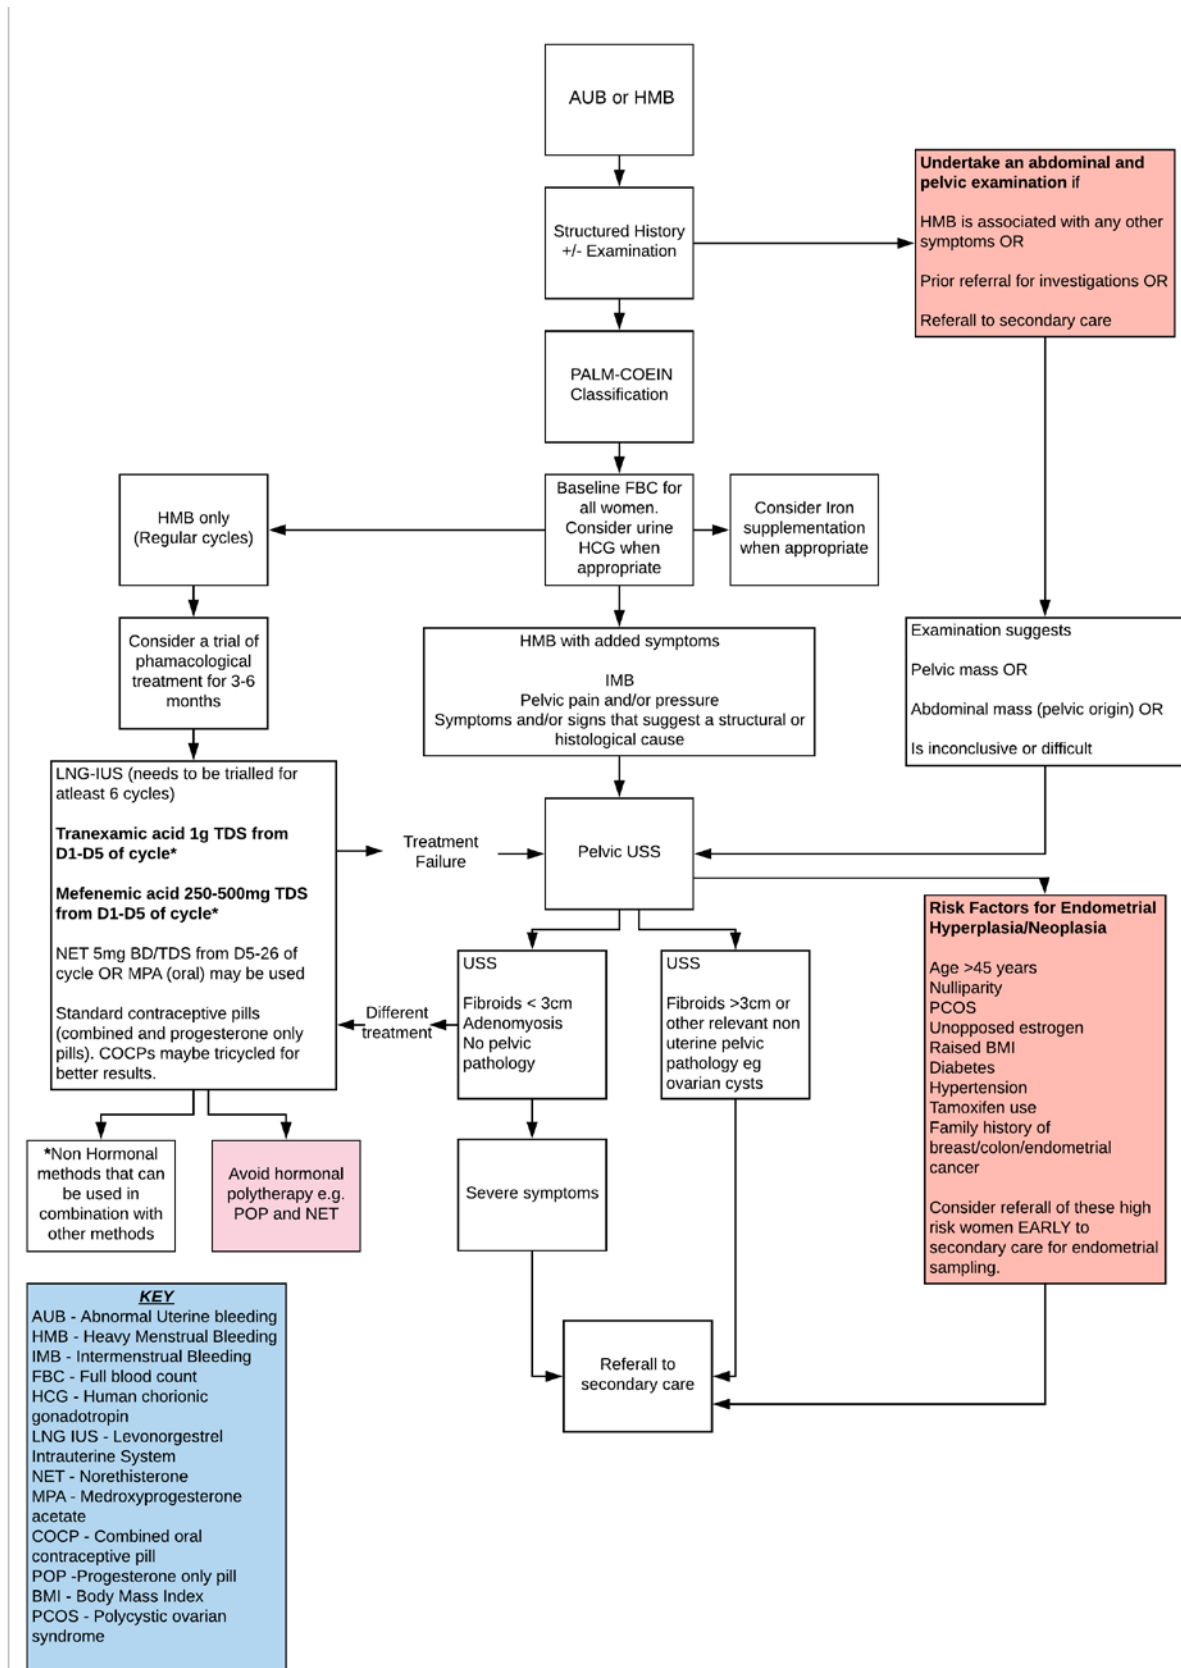 AUB or HMB
Undertake an abdominal and
pelvic examination if
HMB is associated with any other
symptoms OR
Prior referral for investigations OR
Referall to secondary care
Structured History
+/- Examination
PALM-COEIN
Classification
Baseline FBC for
all women.
Consider urine
HCG when
appropriate
Consider Iron
supplementation
when appropriate
HMB only
(Regular cycles)
Consider a trial of
phamacological
treatment for 3-6
months
HMB with added symptoms
IMB
Pelvic pain and/or pressure
Symptoms and/or signs that suggest a structural or
histological cause
Examination suggests
Pelvic mass OR
Abdominal mass (pelvic origin) OR
Is inconclusive or difficult
LNG-IUS (needs to be trialled for
atleast 6 cycles)
Tranexamic acid 1g TDS from
D1-D5 of cycle*
Mefenemic acid 250-500mg TDS
from D1-D5 of cycle*
NET 5mg BD/TDS from D5-26 of
cycle OR MPA (oral) may be used
Standard contraceptive pills
(combined and progesterone only
pills). COCPs maybe tricycled for
better results.
Treatment
Failure
Pelvic USS
Different
treatment
USS
Fibroids < 3cm
Adenomyosis
No pelvic
pathology
USS
Fibroids >3cm or
other relevant non
uterine pelvic
pathology eg
ovarian cysts
Risk Factors for Endometrial
Hyperplasia/Neoplasia
Age >45 years
Nulliparity
PCOS
Unopposed estrogen
Raised BMI
Diabetes
Hypertension
Tamoxifen use
Family history of
breast/colon/endometrial
cancer
Consider referall of these high
risk women EARLY to
secondary care for endometrial
sampling.
*Non Hormonal
methods that can
be used in
combination with
other methods
Avoid hormonal
polytherapy e.g.
POP and NET
Severe symptoms
Referall to
secondary care
KEY
AUB - Abnormal Uterine bleeding
HMB - Heavy Menstrual Bleeding
IMB - Intermenstrual Bleeding
FBC - Full blood count
HCG - Human chorionic
gonadotropin
LNG IUS - Levonorgestrel
Intrauterine System
NET - Norethisterone
MPA - Medroxyprogesterone
acetate
COCP - Combined oral
contraceptive pill
POP -Progesterone only pill
BMI - Body Mass Index
PCOS - Polycystic ovarian
syndrome